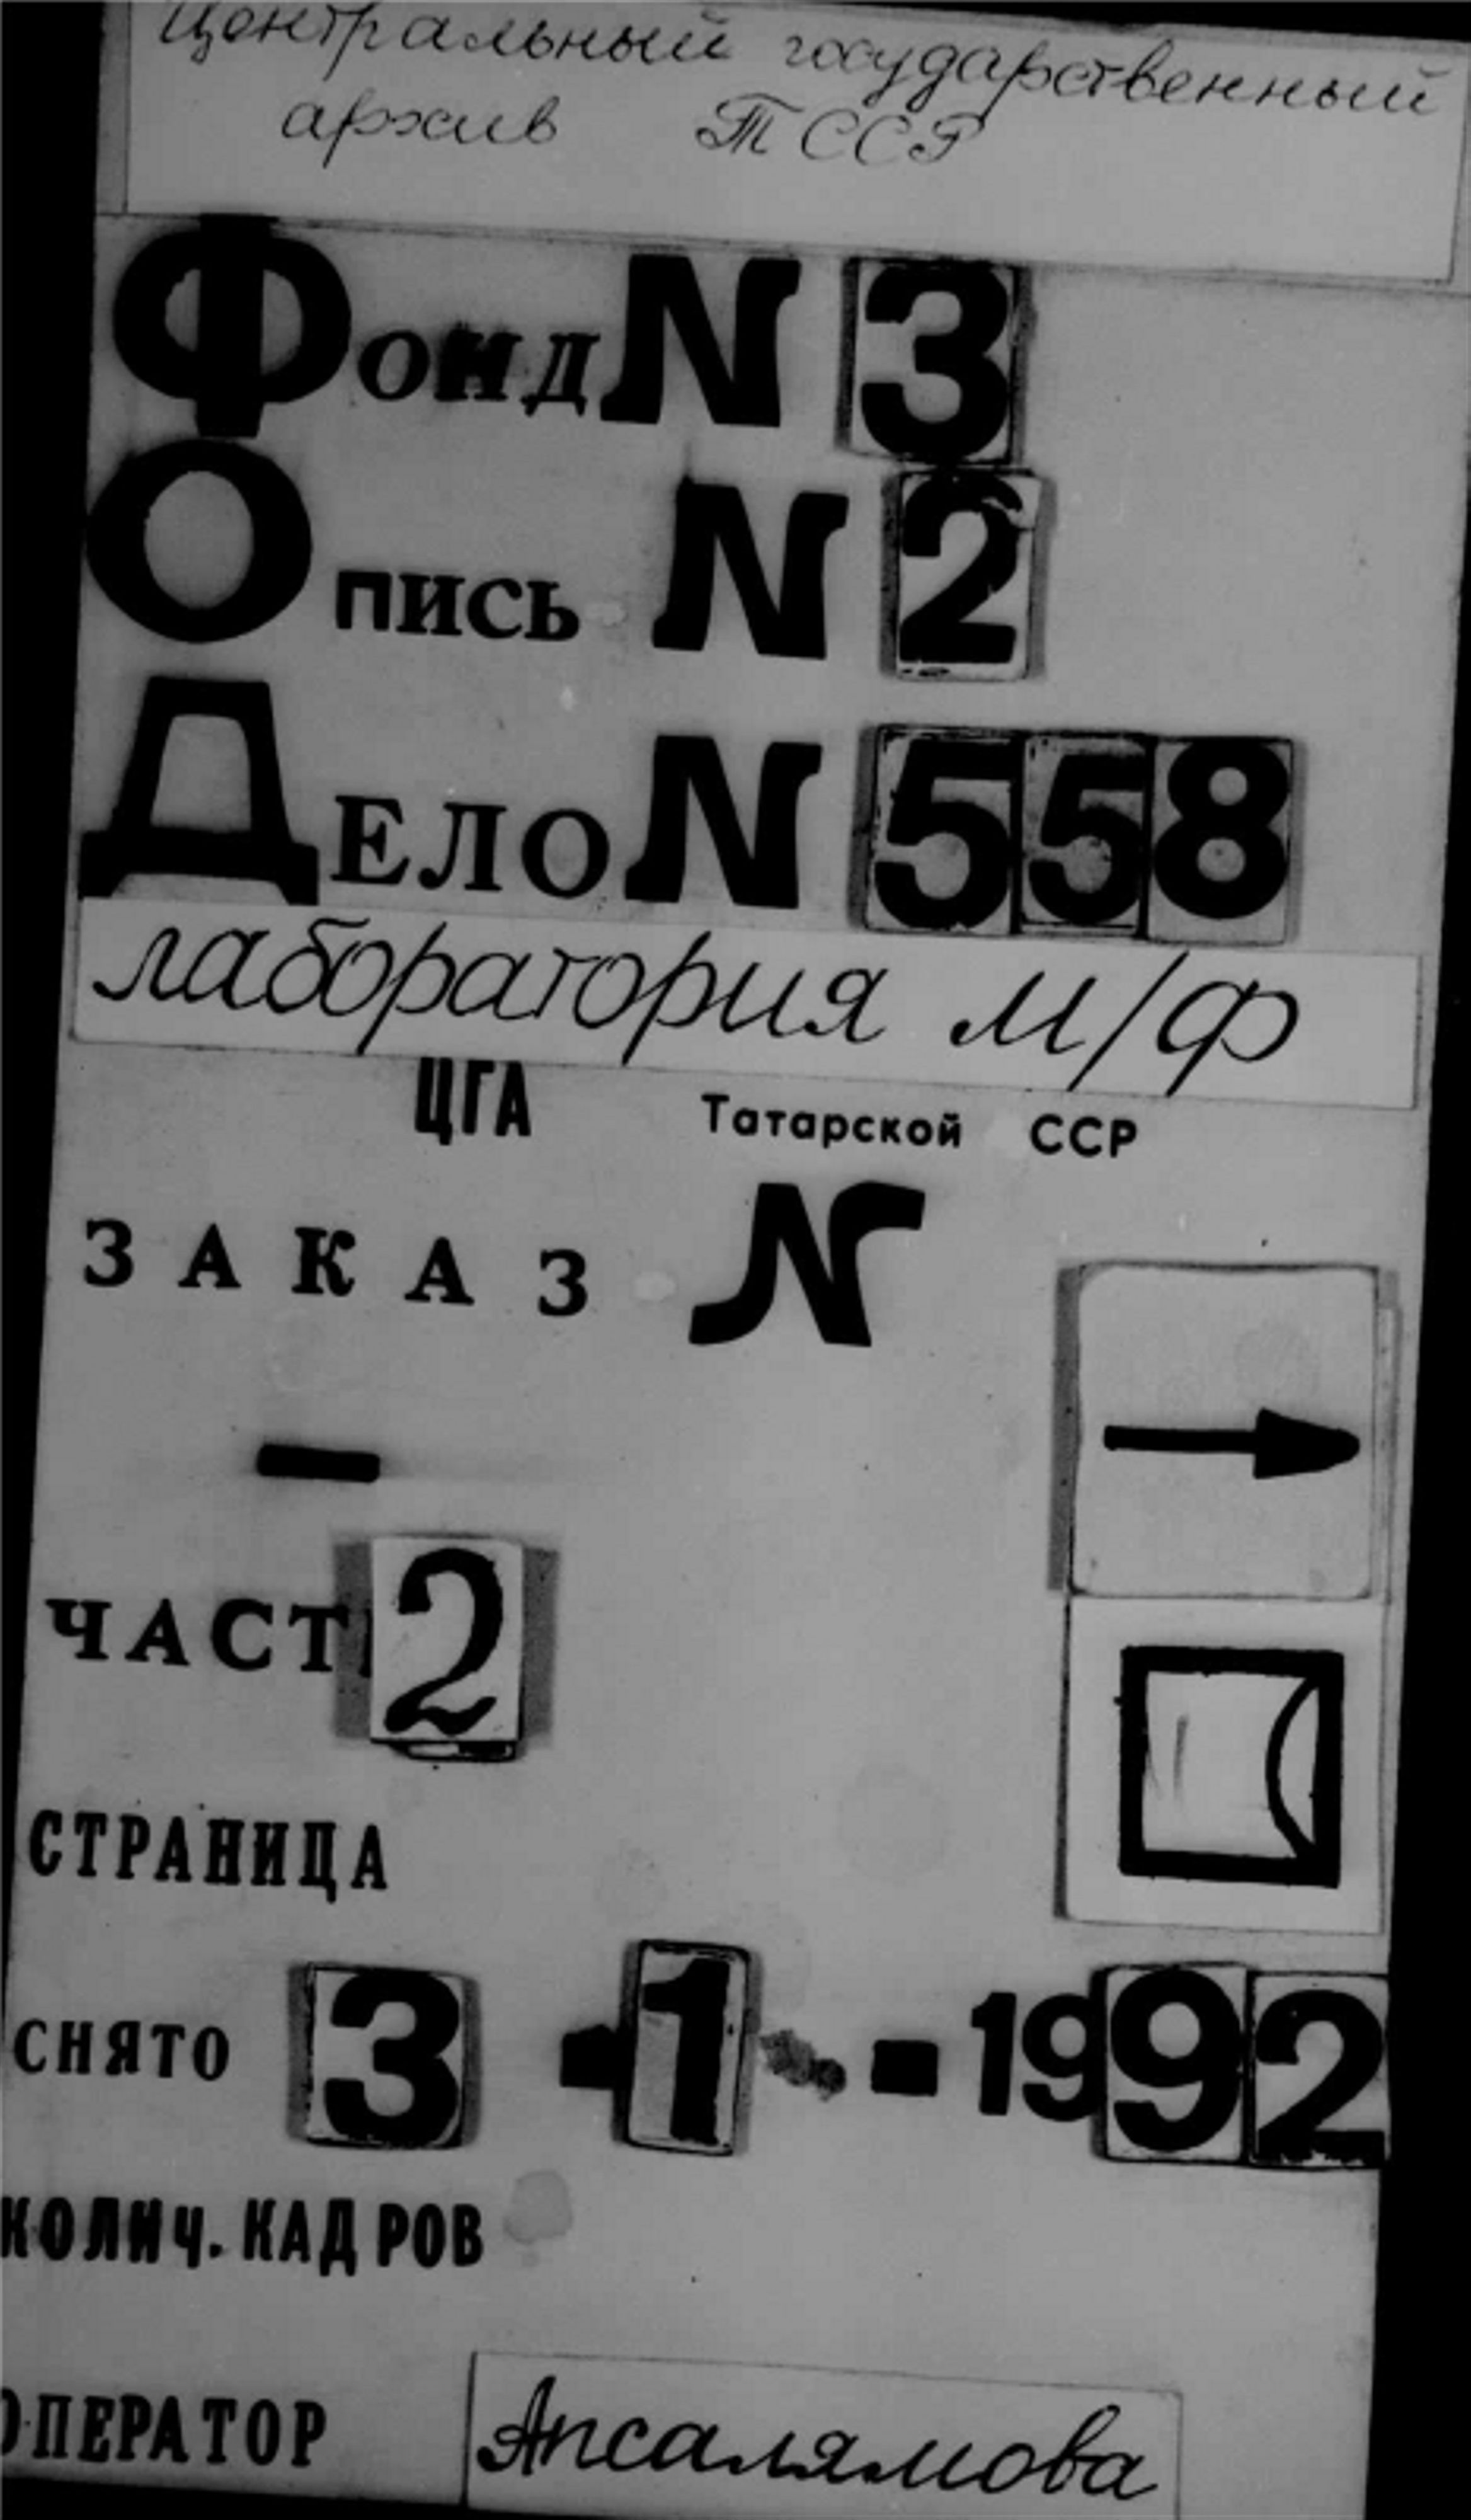 Центральный государственный
архив ТССР
Фонд N 3
Опись N 2
Дело N 558
лаборатория м/ф
ЦГА Татарской ССР
ЗАКАЗ N
-
ЧАСТ 2
СТРАНИЦА
СНЯТО 3 - 1 - 1992
КОЛИЧ. КАДРОВ
ОПЕРАТОР Апсалямова